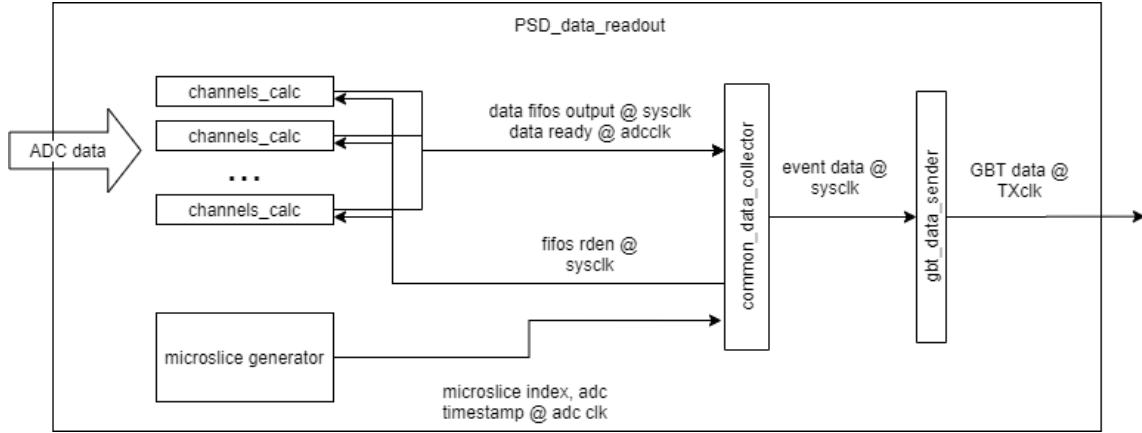 PSD_data_readout
channels_calc
channels_calc
...
channels_calc
ADC data
data fifos output @ sysclk
data ready @ adcclk
fifos rden @
sysclk
microslice generator
microslice index, adc
timestamp @ adc clk
common_data_collector
event data @
sysclk
gbt_data_sender
GBT data @
TXclk